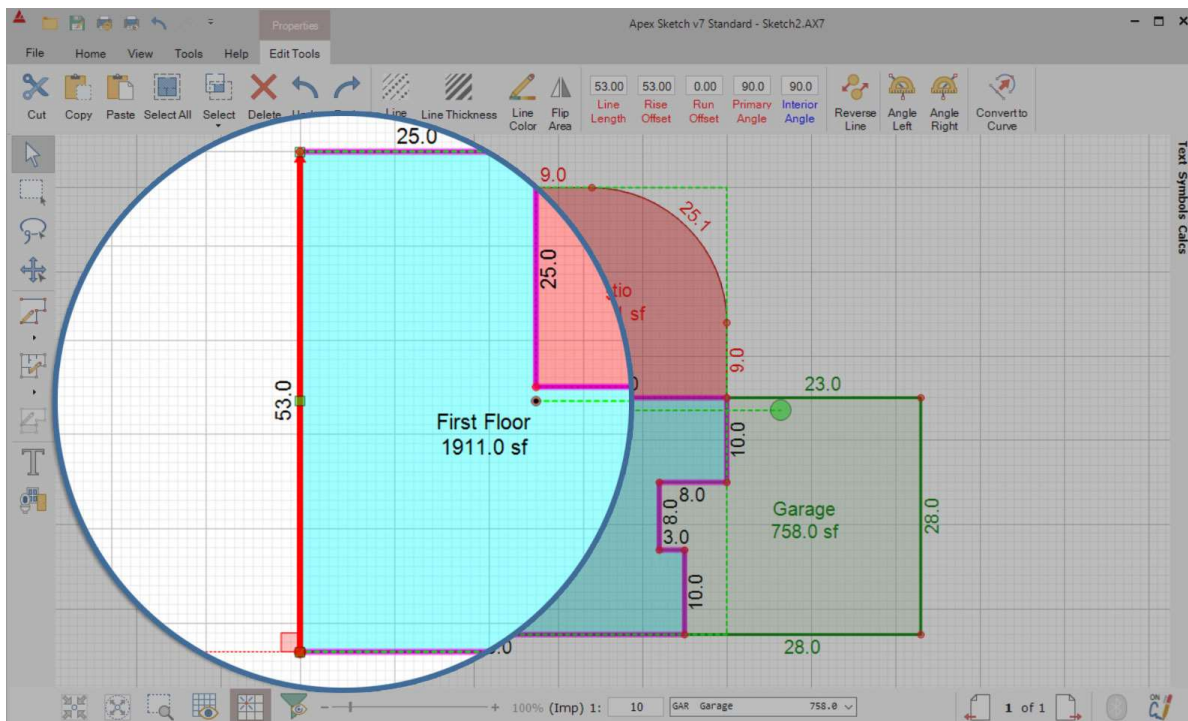 Properties
Apex Sketch v7 Standard - Sketch2.AX7
File Home View Tools Help Edit Tools
53.00 53.00 0.00 90.0 90.0
Cut Copy Paste Select All Select Delete Line Thickness Line Color Flip Area Line Length Rise Offset Run Offset Primary Angle Interior Angle Reverse Line Angle Left Angle Right Convert to Curve
Text Symbols Calcs
25.0
9.0
25.1
25.0
9.0
23.0
53.0
First Floor
1911.0 sf
10.0
8.0
8.0
3.0
10.0
Garage
758.0 sf
28.0
28.0
100% (Imp) 1: 10 GAR Garage 758.0 1 of 1 ON